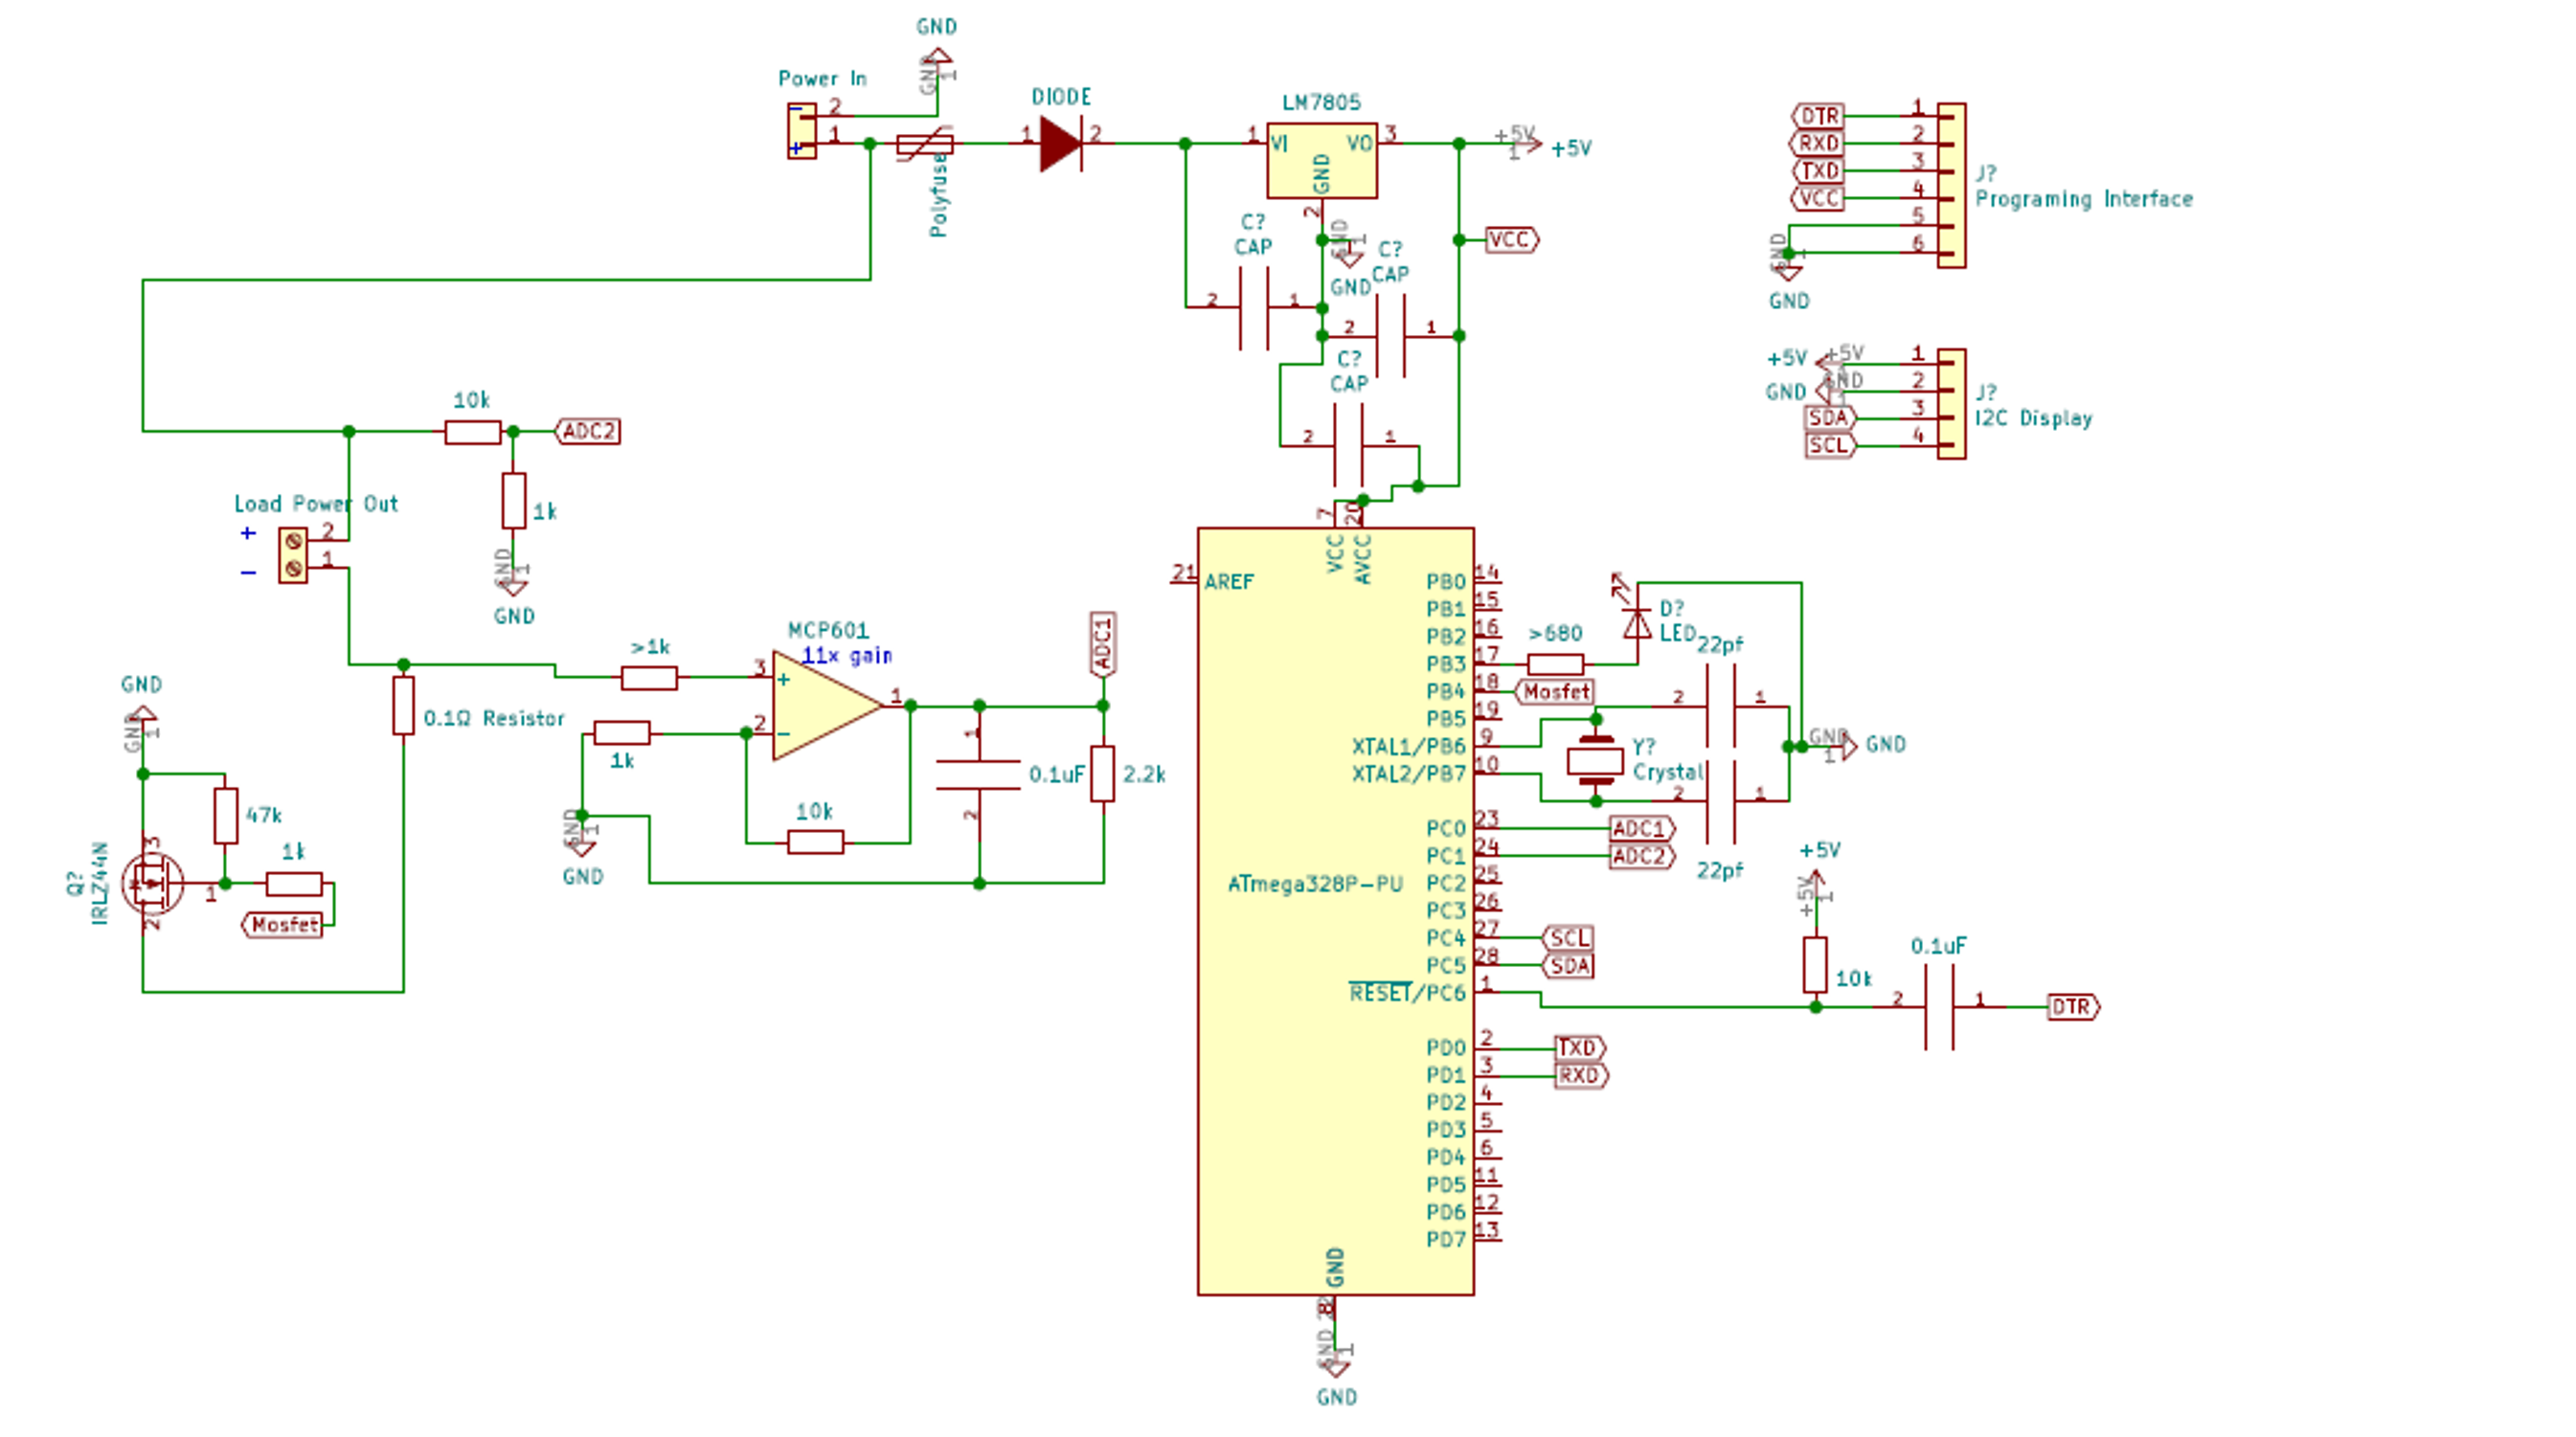 GND
GND
1
Power In
2
1
Polyfuse
DIODE
1
2
LM7805
1
VI
VO
3
GND
2
+5V
1
+5V
GND
1
GND
VCC
C?
CAP
2
1
C?
CAP
2
1
C?
CAP
2
1
DTR
RXD
TXD
VCC
1
2
3
4
5
6
J?
Programing Interface
GND
1
GND
+5V
+5V
GND
GND
1
SDA
SCL
1
2
3
4
J?
I2C Display
10k
ADC2
1k
GND
1
GND
Load Power Out
+
2
1
−
0.1Ω Resistor
>1k
MCP601
11x gain
3
+
2
−
1
1k
10k
GND
1
GND
ADC1
1
2
0.1uF
2.2k
GND
GND
1
47k
1k
Q?
IRLZ44N
3
1
2
Mosfet
7
20
VCC
AVCC
21
AREF
ATmega328P-PU
PB0 14
PB1 15
PB2 16
PB3 17
PB4 18
PB5 19
XTAL1/PB6 9
XTAL2/PB7 10
PC0 23
PC1 24
PC2 25
PC3 26
PC4 27
PC5 28
RESET/PC6 1
PD0 2
PD1 3
PD2 4
PD3 5
PD4 6
PD5 11
PD6 12
PD7 13
GND
8
GND
1
GND
>680
D?
LED
Mosfet
22pf
2
1
Y?
Crystal
2
1
22pf
GND
1
GND
ADC1
ADC2
SCL
SDA
TXD
RXD
+5V
+5V
1
10k
0.1uF
2
1
DTR